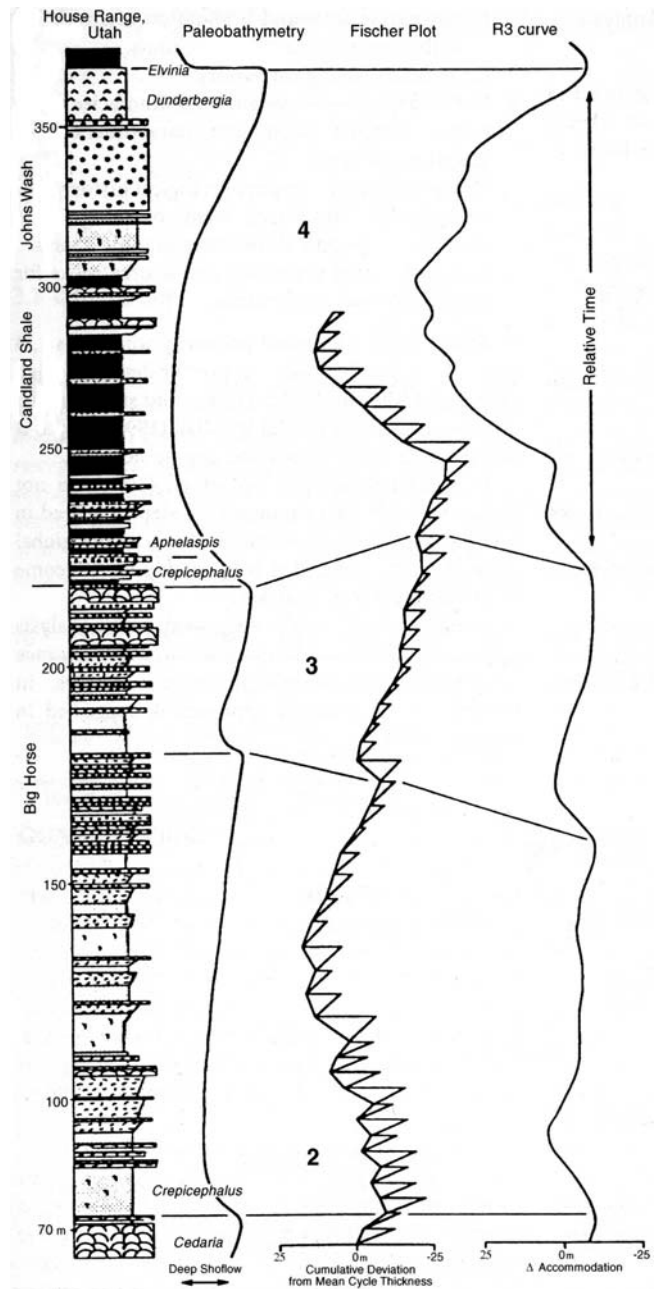 House Range,
Utah
Paleobathymetry
Fischer Plot
R3 curve
Elvinia
Dunderbergia
350
Johns Wash
4
300
Candland Shale
Relative Time
250
Aphelaspis
Crepicephalus
3
200
Big Horse
150
100
2
Crepicephalus
70 m
Cedaria
Deep Shoflow
25 0 m -25
Cumulative Deviation
from Mean Cycle Thickness
25 0 m -25
Δ Accommodation